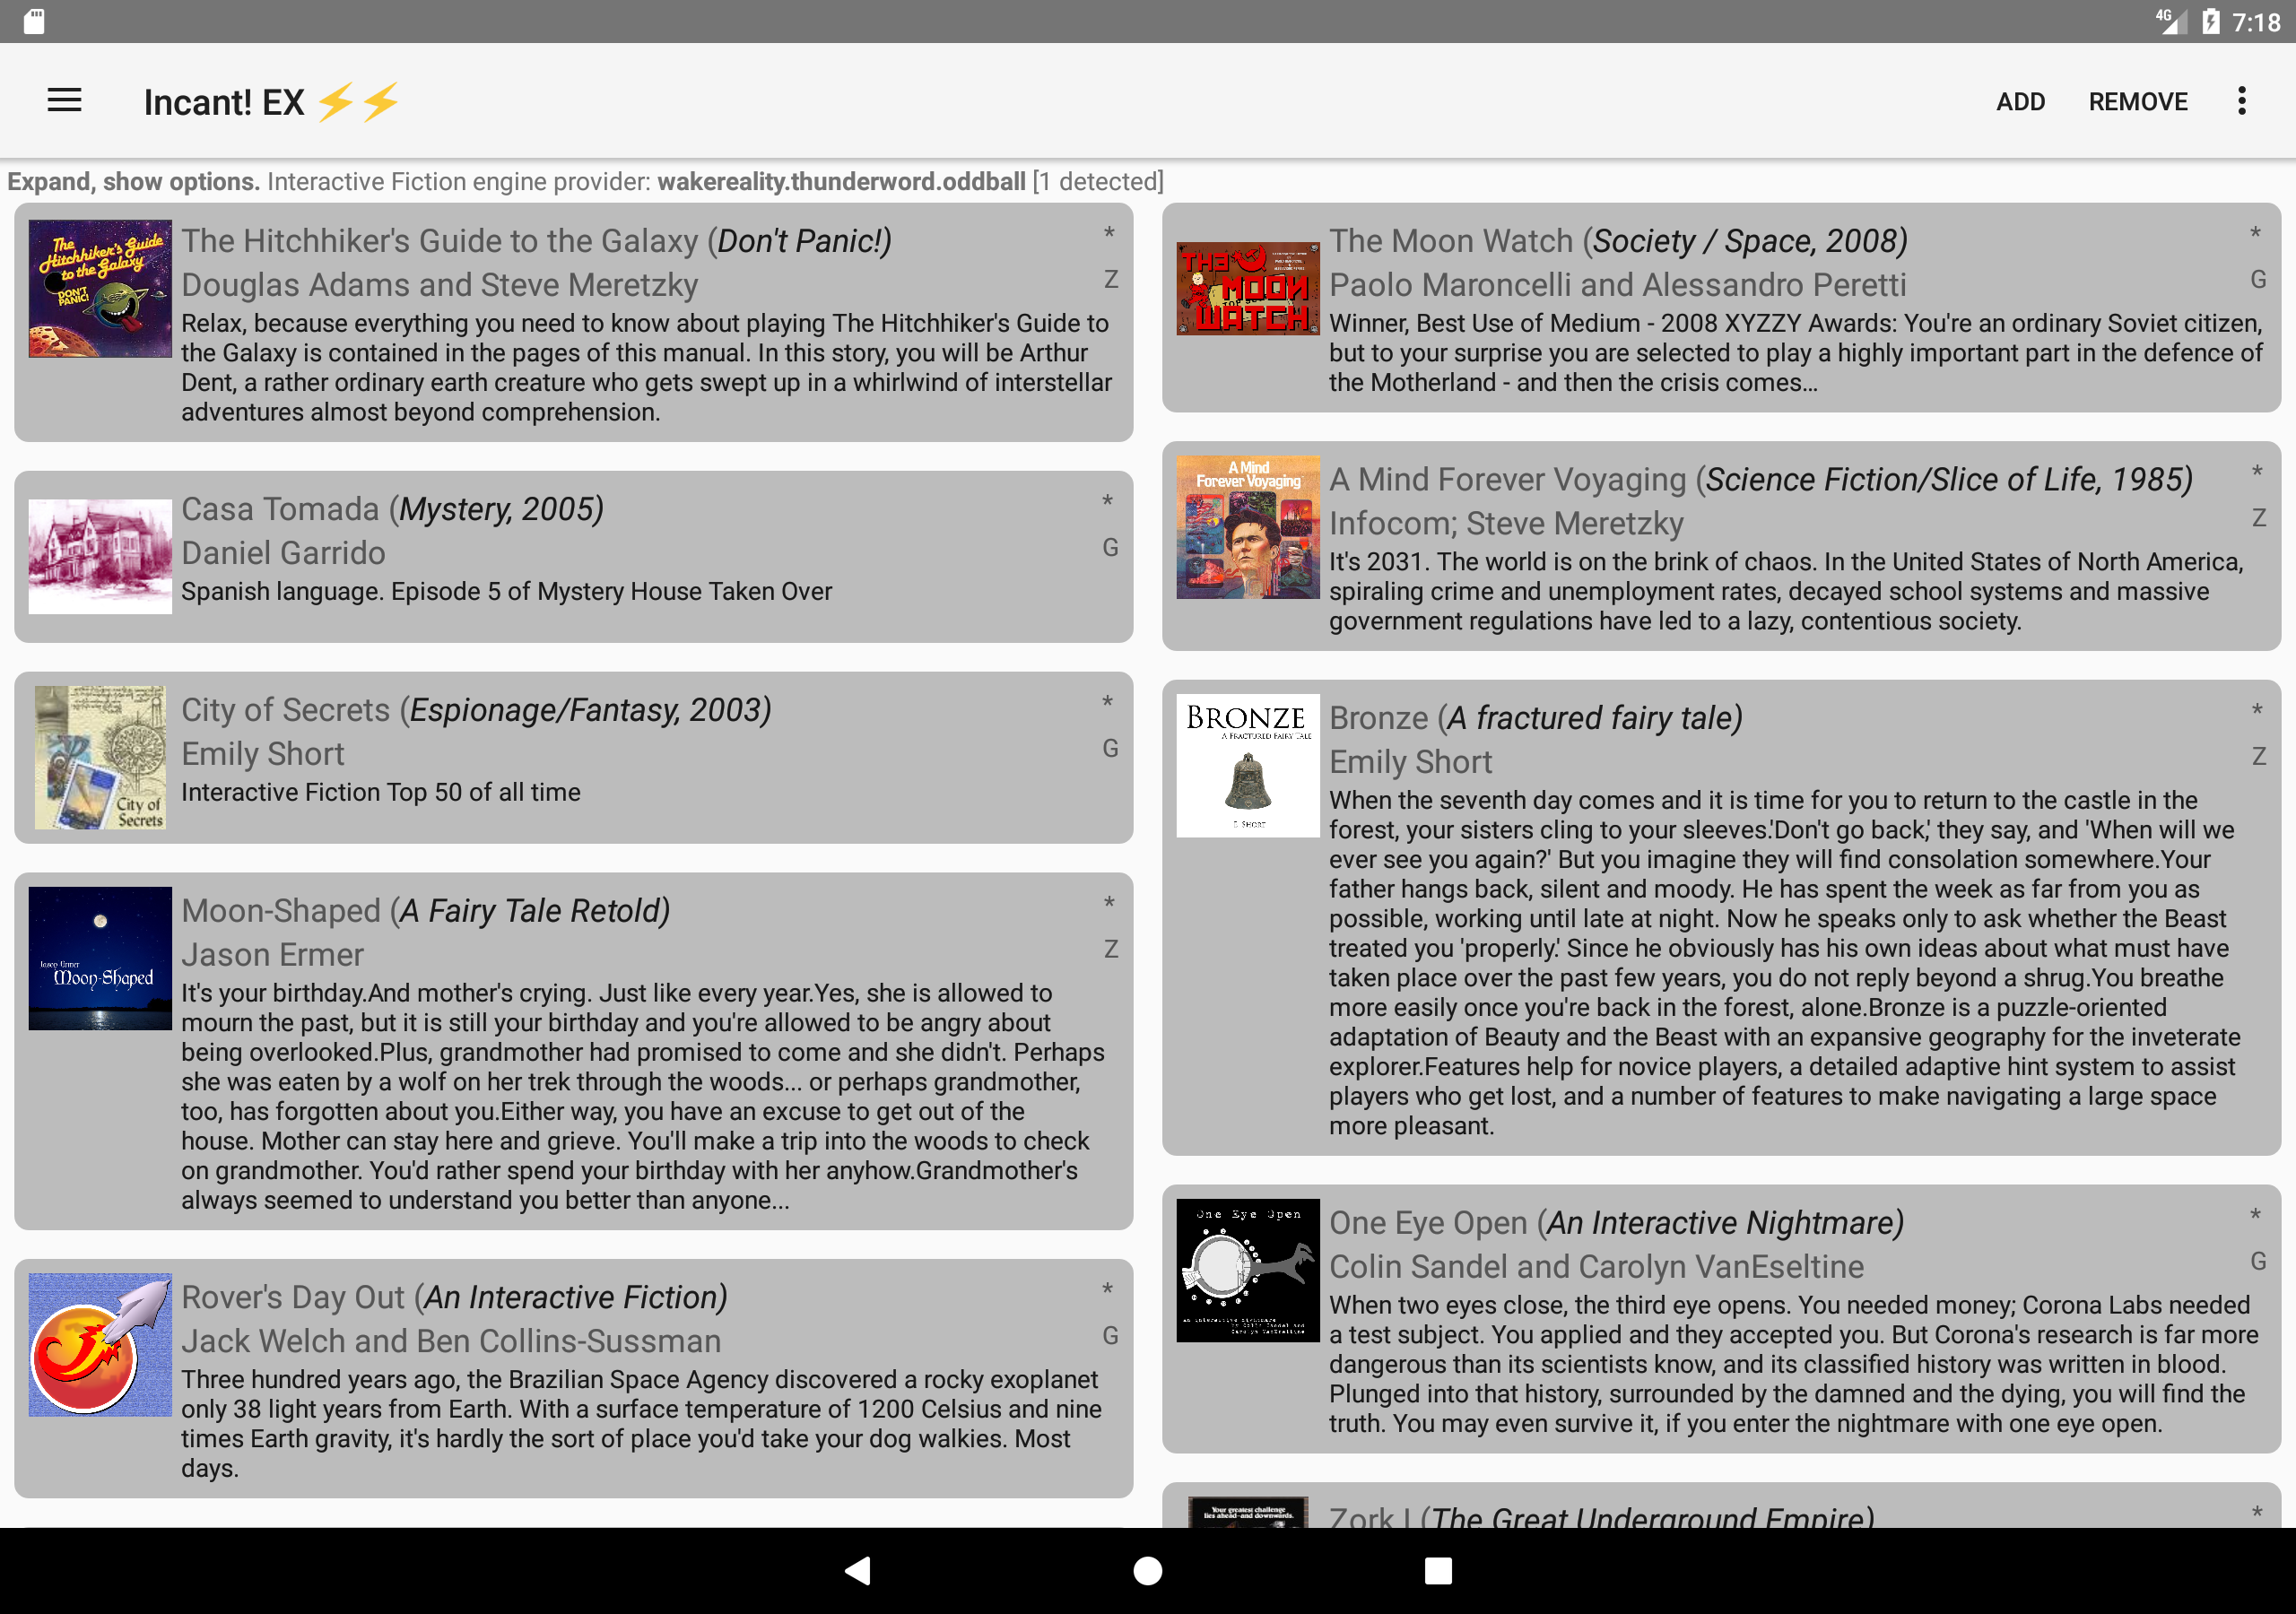 4G 7:18
Incant! EX ⚡⚡
ADD REMOVE
Expand, show options. Interactive Fiction engine provider: wakereality.thunderword.oddball [1 detected]
The Hitchhiker's Guide to the Galaxy
DON'T PANIC!
The Hitchhiker's Guide to the Galaxy (Don't Panic!) *
Douglas Adams and Steve Meretzky Z
Relax, because everything you need to know about playing The Hitchhiker's Guide to
the Galaxy is contained in the pages of this manual. In this story, you will be Arthur
Dent, a rather ordinary earth creature who gets swept up in a whirlwind of interstellar
adventures almost beyond comprehension.
Casa Tomada (Mystery, 2005) *
Daniel Garrido G
Spanish language. Episode 5 of Mystery House Taken Over
City of
Secrets
City of Secrets (Espionage/Fantasy, 2003) *
Emily Short G
Interactive Fiction Top 50 of all time
Jason Ermer
Moon-Shaped
Moon-Shaped (A Fairy Tale Retold) *
Jason Ermer Z
It's your birthday.And mother's crying. Just like every year.Yes, she is allowed to
mourn the past, but it is still your birthday and you're allowed to be angry about
being overlooked.Plus, grandmother had promised to come and she didn't. Perhaps
she was eaten by a wolf on her trek through the woods... or perhaps grandmother,
too, has forgotten about you.Either way, you have an excuse to get out of the
house. Mother can stay here and grieve. You'll make a trip into the woods to check
on grandmother. You'd rather spend your birthday with her anyhow.Grandmother's
always seemed to understand you better than anyone...
Rover's Day Out (An Interactive Fiction) *
Jack Welch and Ben Collins-Sussman G
Three hundred years ago, the Brazilian Space Agency discovered a rocky exoplanet
only 38 light years from Earth. With a surface temperature of 1200 Celsius and nine
times Earth gravity, it's hardly the sort of place you'd take your dog walkies. Most
days.
THE
MOON
WATCH
The Moon Watch (Society / Space, 2008) *
Paolo Maroncelli and Alessandro Peretti G
Winner, Best Use of Medium - 2008 XYZZY Awards: You're an ordinary Soviet citizen,
but to your surprise you are selected to play a highly important part in the defence of
the Motherland - and then the crisis comes…
A Mind
Forever Voyaging
A Mind Forever Voyaging (Science Fiction/Slice of Life, 1985) *
Infocom; Steve Meretzky Z
It's 2031. The world is on the brink of chaos. In the United States of North America,
spiraling crime and unemployment rates, decayed school systems and massive
government regulations have led to a lazy, contentious society.
BRONZE
A FRACTURED FAIRY TALE
E SHORT
Bronze (A fractured fairy tale) *
Emily Short Z
When the seventh day comes and it is time for you to return to the castle in the
forest, your sisters cling to your sleeves.'Don't go back,' they say, and 'When will we
ever see you again?' But you imagine they will find consolation somewhere.Your
father hangs back, silent and moody. He has spent the week as far from you as
possible, working until late at night. Now he speaks only to ask whether the Beast
treated you 'properly.' Since he obviously has his own ideas about what must have
taken place over the past few years, you do not reply beyond a shrug.You breathe
more easily once you're back in the forest, alone.Bronze is a puzzle-oriented
adaptation of Beauty and the Beast with an expansive geography for the inveterate
explorer.Features help for novice players, a detailed adaptive hint system to assist
players who get lost, and a number of features to make navigating a large space
more pleasant.
One Eye Open
An interactive nightmare
by Colin Sandel and
Carolyn VanEseltine
One Eye Open (An Interactive Nightmare) *
Colin Sandel and Carolyn VanEseltine G
When two eyes close, the third eye opens. You needed money; Corona Labs needed
a test subject. You applied and they accepted you. But Corona's research is far more
dangerous than its scientists know, and its classified history was written in blood.
Plunged into that history, surrounded by the damned and the dying, you will find the
truth. You may even survive it, if you enter the nightmare with one eye open.
Your greatest challenge
lies ahead-and downwards.
Zork I (The Great Underground Empire) *